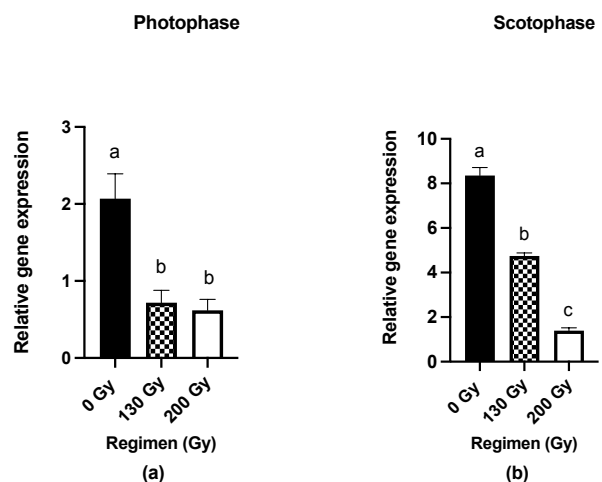 Photophase
Relative gene expression
3
2
1
0
a
b
b
0 Gy
130 Gy
200 Gy
Regimen (Gy)
(a)
Scotophase
Relative gene expression
10
8
6
4
2
0
a
b
c
0 Gy
130 Gy
200 Gy
Regimen (Gy)
(b)